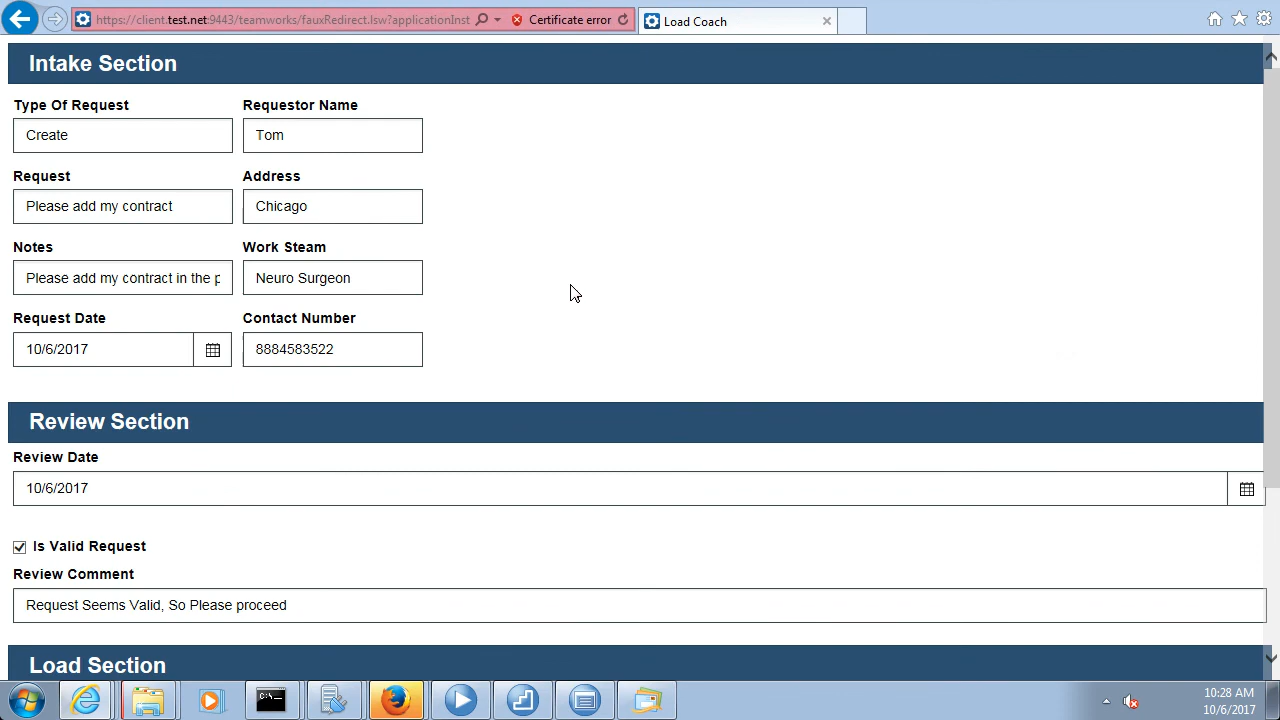 https://client.test.net:9443/teamworks/fauxRedirect.lsw?applicationInst
Certificate error
Load Coach
Intake Section
Type Of Request
Requestor Name
Create
Tom
Request
Address
Please add my contract
Chicago
Notes
Work Steam
Please add my contract in the p
Neuro Surgeon
Request Date
Contact Number
10/6/2017
8884583522
Review Section
Review Date
10/6/2017
Is Valid Request
Review Comment
Request Seems Valid, So Please proceed
Load Section
C:\.
10:28 AM
10/6/2017